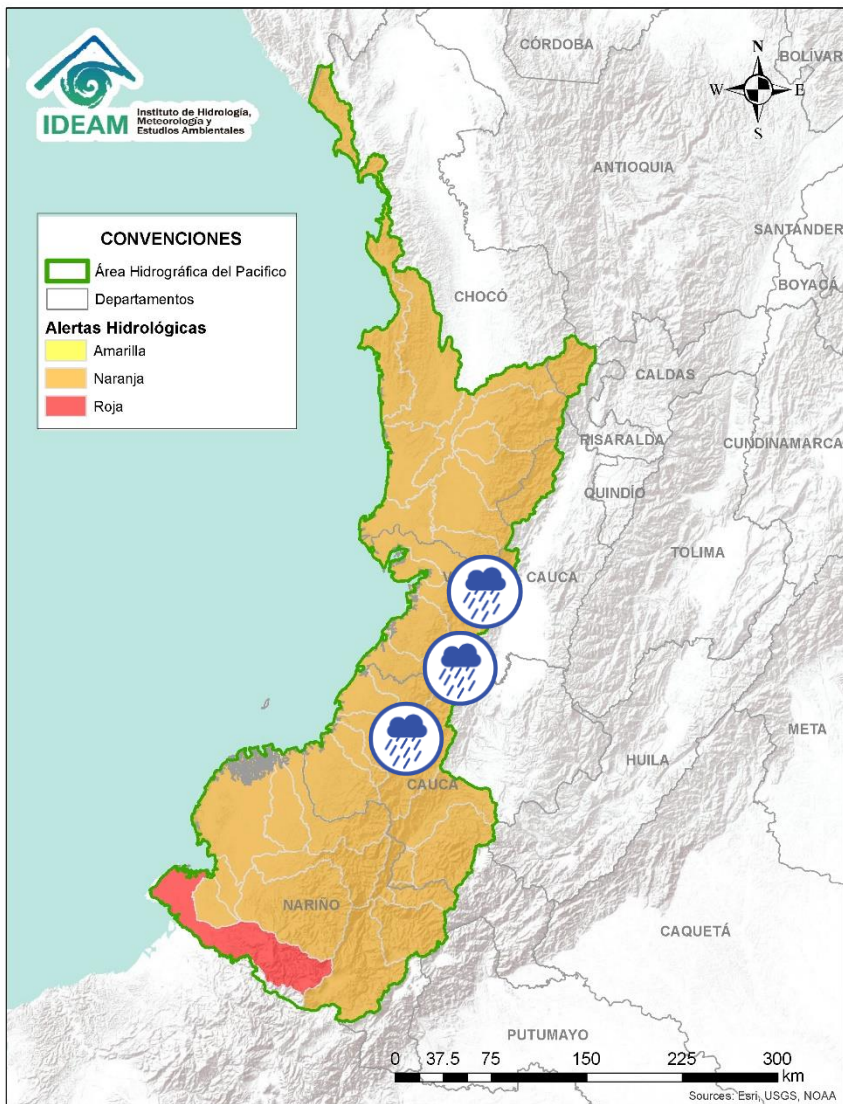 IDEAM
Instituto de Hidrología,
Meteorología y
Estudios Ambientales
CÓRDOBA
BOLÍVAR
N
W
E
S
ANTIOQUIA
SANTANDER
BOYACÁ
CONVENCIONES
Área Hidrográfica del Pacifico
Departamentos
Alertas Hidrológicas
Amarilla
Naranja
Roja
CHOCÓ
CALDAS
RISARALDA
CUNDINAMARCA
QUINDÍO
TOLIMA
CAUCA
META
HUILA
CAUCA
NARIÑO
CAQUETÁ
PUTUMAYO
0 37.5 75 150 225 300
km
Sources: Esri, USGS, NOAA